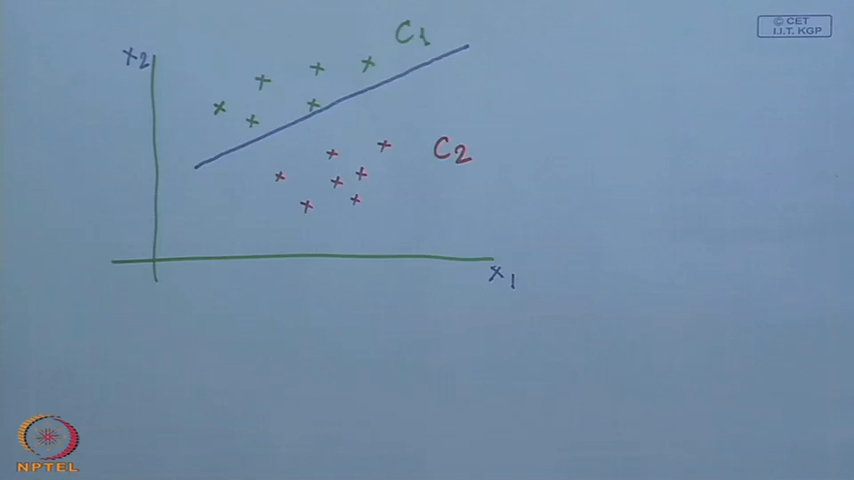 © CET
I.I.T. KGP
C1
x2
C2
x1
NPTEL